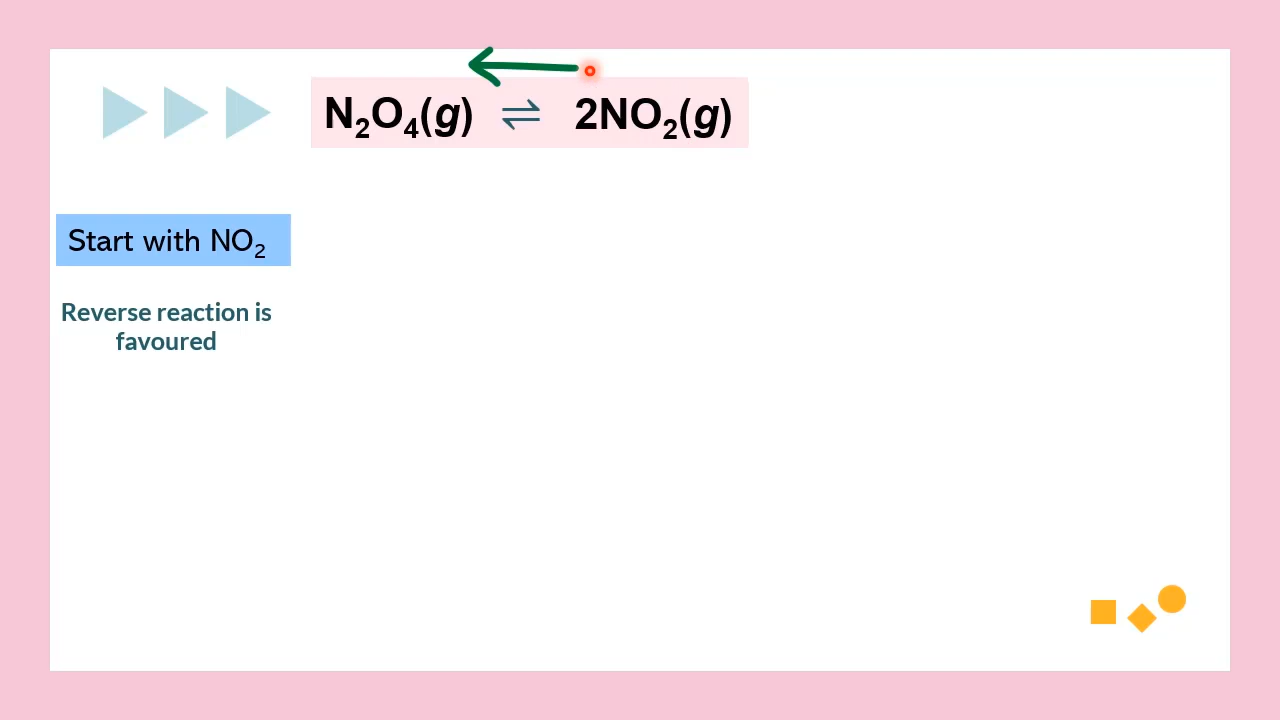 N₂O₄(g) ⇌ 2NO₂(g)
Start with NO₂
Reverse reaction is
favoured